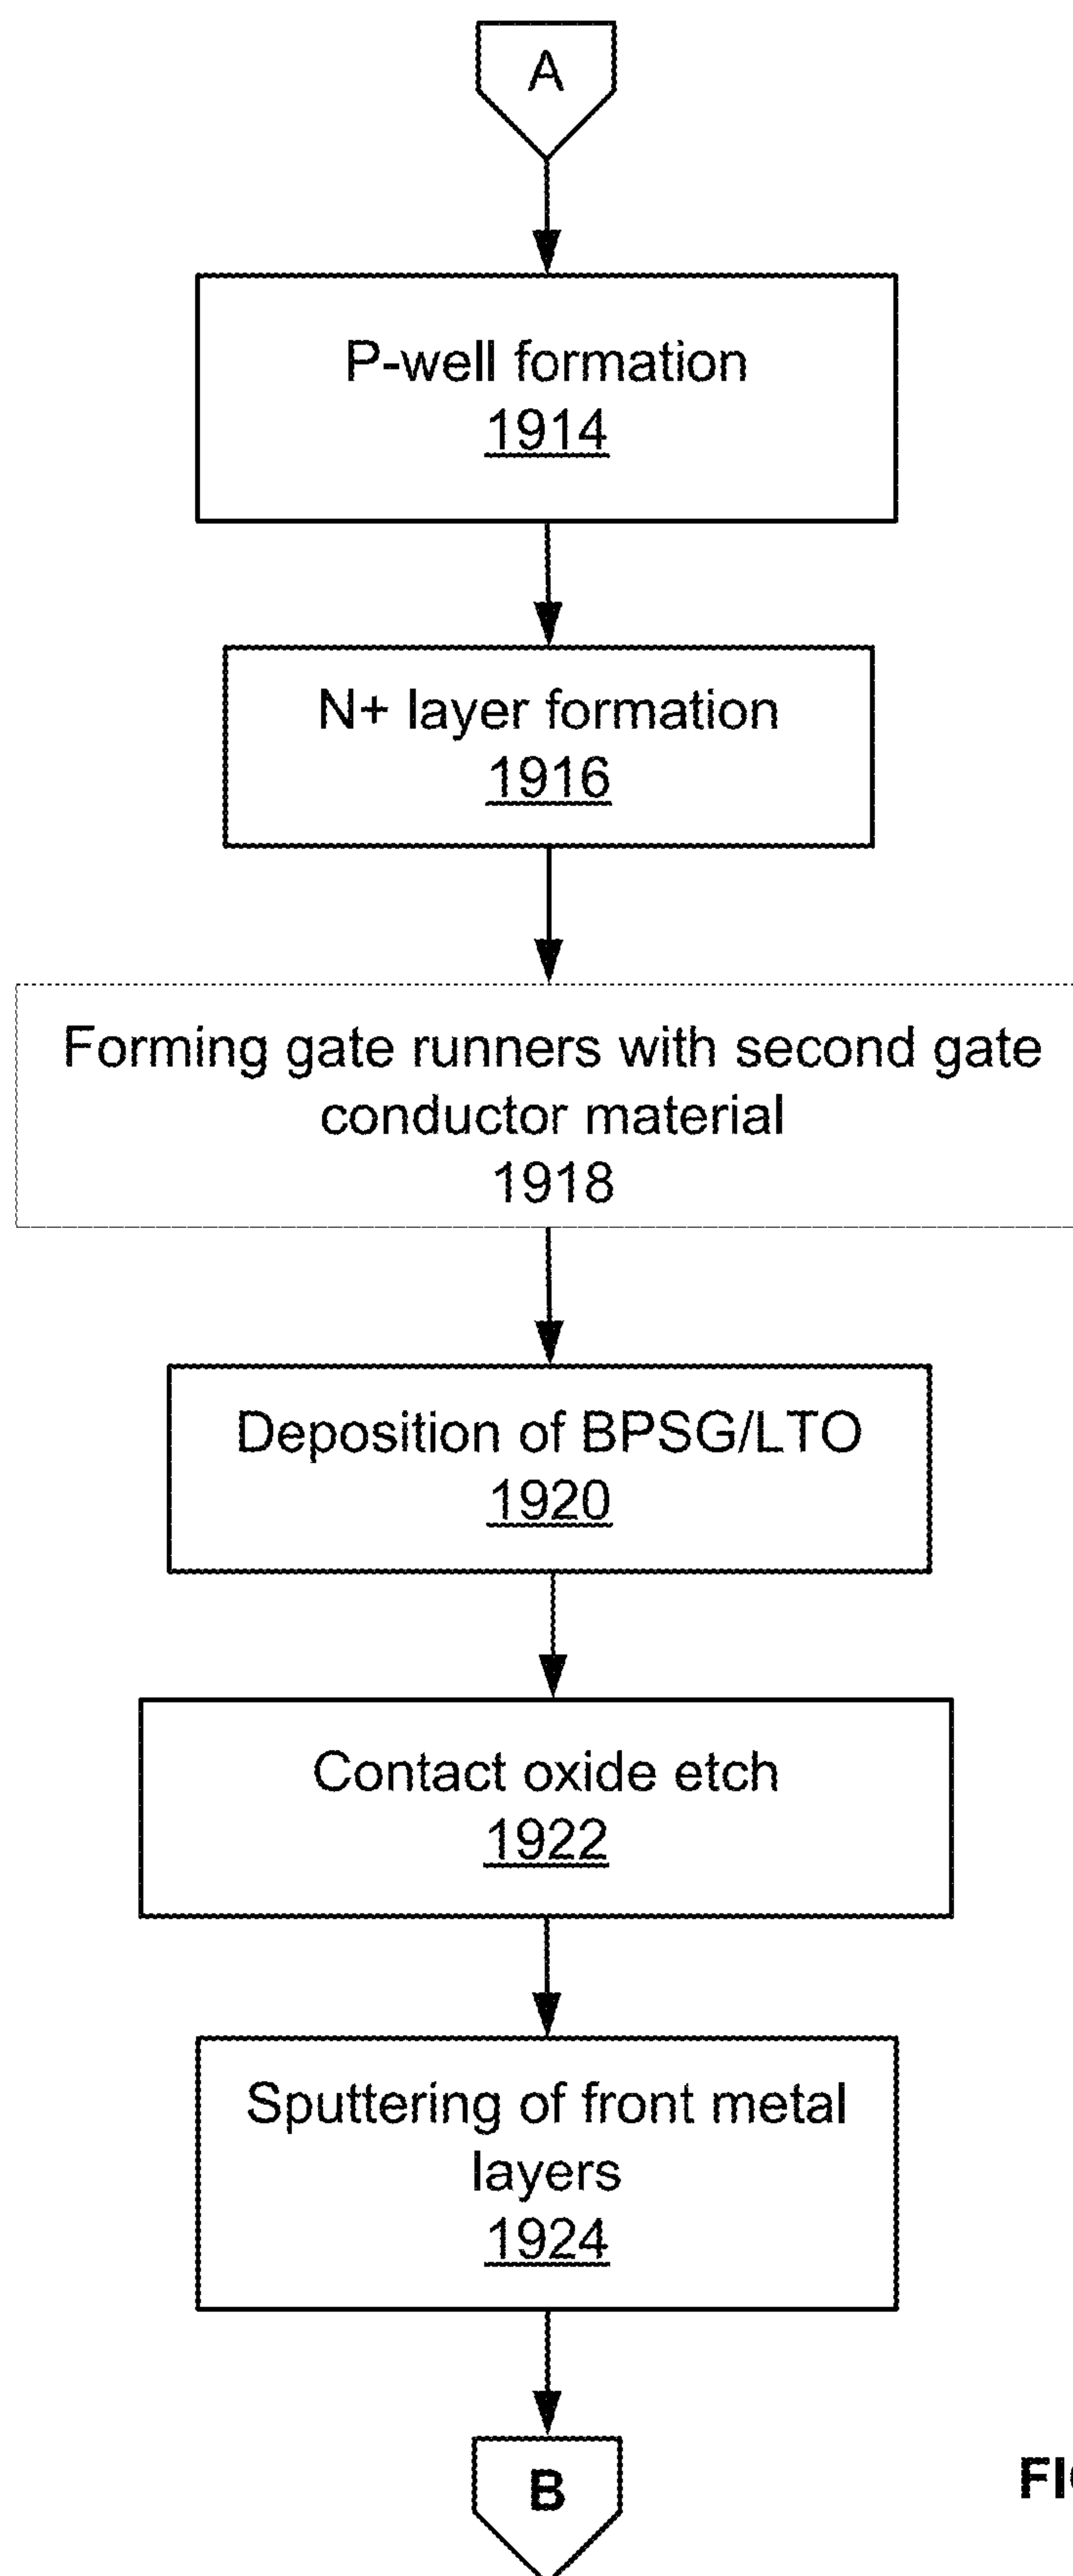 A
P-well formation
1914
N+ layer formation
1916
Forming gate runners with second gate
conductor material
1918
Deposition of BPSG/LTO
1920
Contact oxide etch
1922
Sputtering of front metal
layers
1924
B